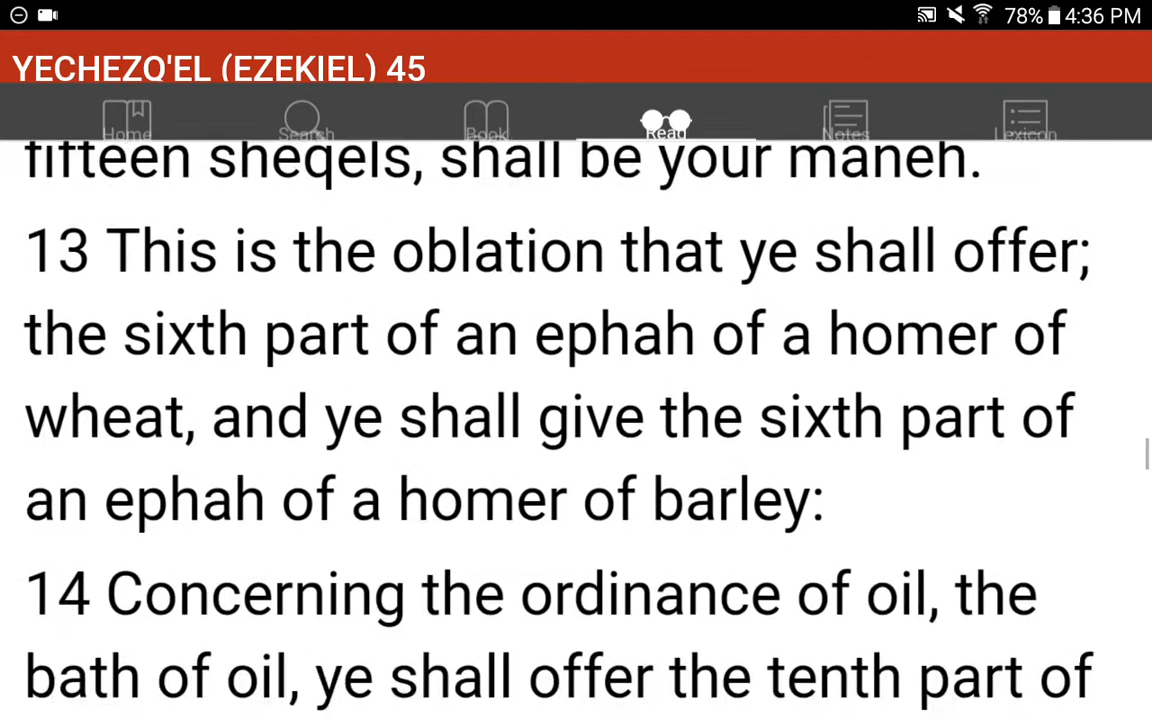 78% 4:36 PM
YECHEZQ'EL (EZEKIEL) 45
Home Search Book Read Notes Lexicon
fifteen sheqels, shall be your maneh.
13 This is the oblation that ye shall offer;
the sixth part of an ephah of a homer of
wheat, and ye shall give the sixth part of
an ephah of a homer of barley:
14 Concerning the ordinance of oil, the
bath of oil, ye shall offer the tenth part of